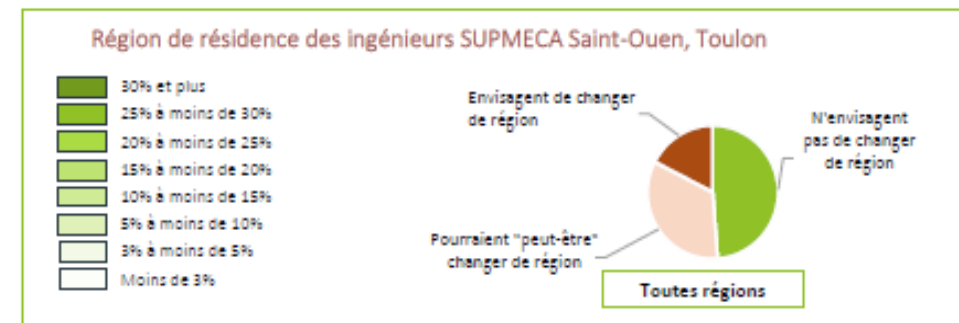 Région de résidence des ingénieurs SUPMECA Saint-Ouen, Toulon
30% et plus
25% à moins de 30%
20% à moins de 25%
15% à moins de 20%
10% à moins de 15%
5% à moins de 10%
3% à moins de 5%
Moins de 3%
Envisagent de changer
de région
N'envisagent
pas de changer
de région
Pourraient "peut-être"
changer de région
Toutes régions